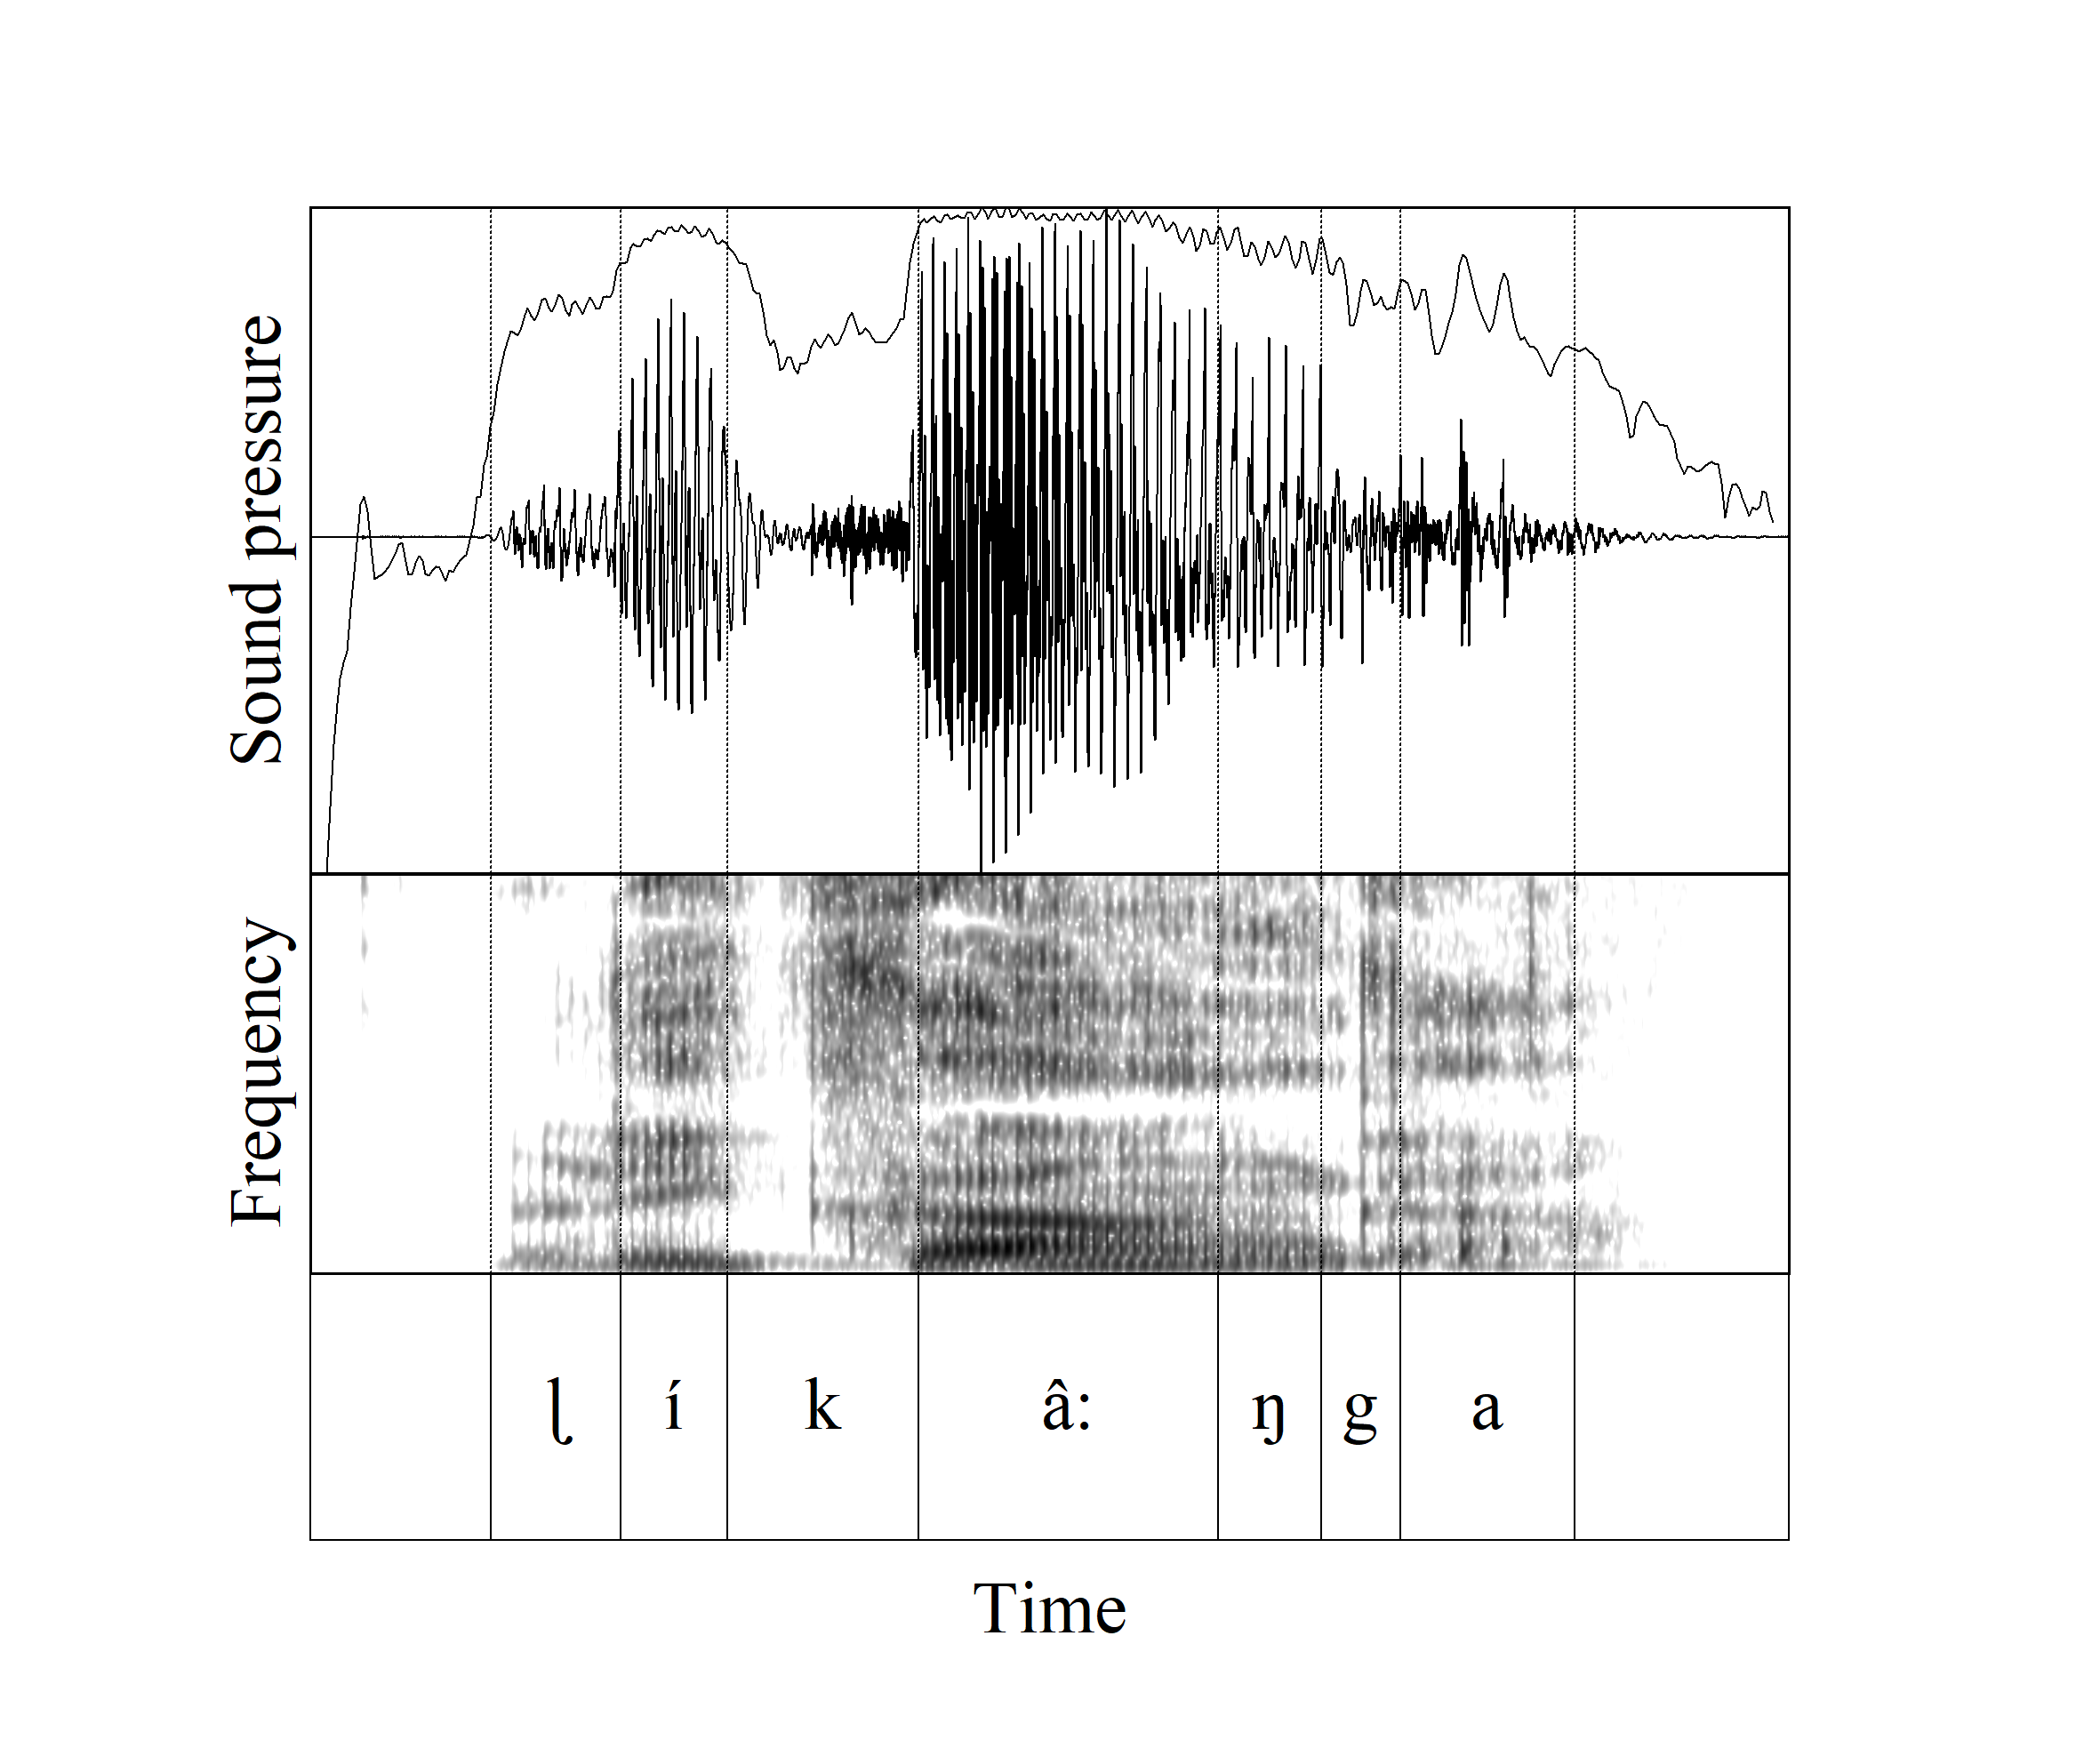 Sound pressure
Frequency
ɭ í k â: ŋ g a
Time